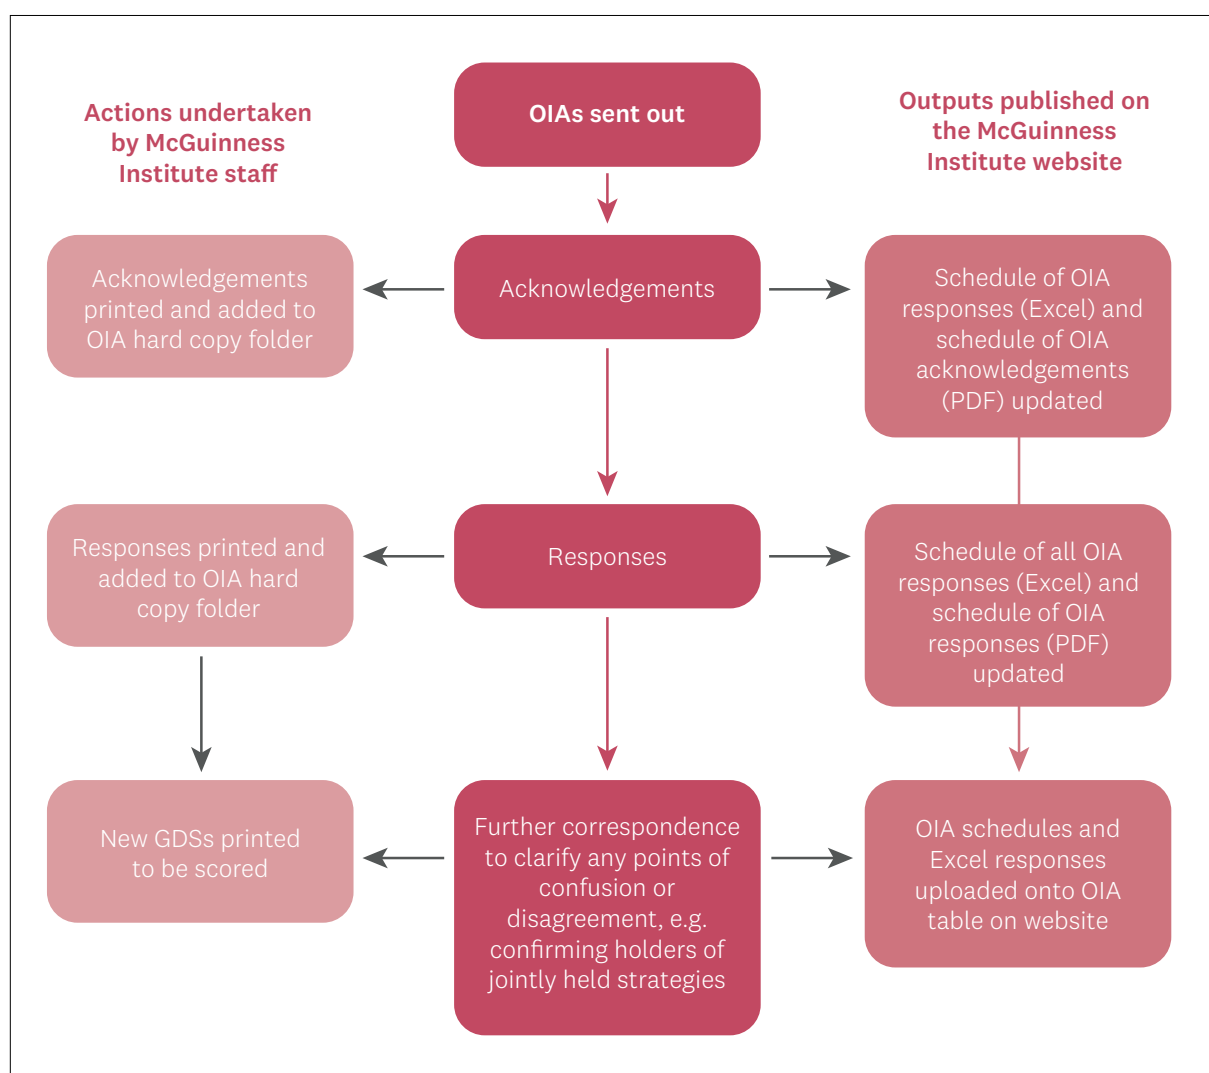 Actions undertaken
by McGuinness
Institute staff
OIAs sent out
Outputs published on
the McGuinness
Institute website
Acknowledgements
printed and added to
OIA hard copy folder
Acknowledgements
Schedule of OIA
responses (Excel) and
schedule of OIA
acknowledgements
(PDF) updated
Responses printed and
added to OIA hard
copy folder
Responses
Schedule of all OIA
responses (Excel) and
schedule of OIA
responses (PDF)
updated
New GDSs printed
to be scored
Further correspondence
to clarify any points of
confusion or
disagreement, e.g.
confirming holders of
jointly held strategies
OIA schedules and
Excel responses
uploaded onto OIA
table on website